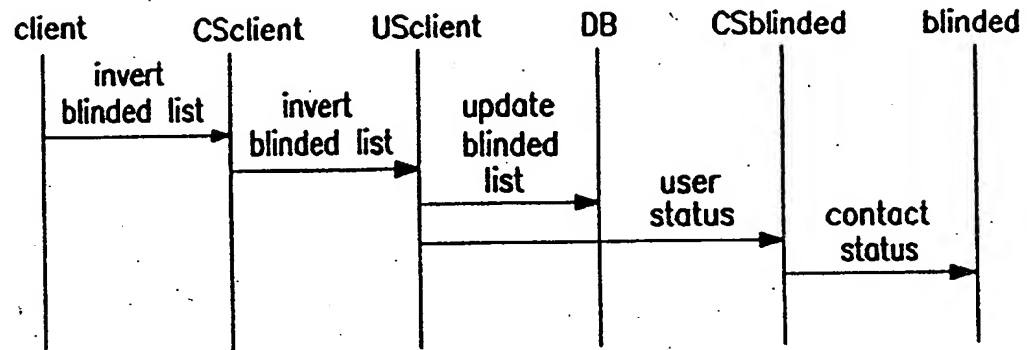 client CSclient USclient DB CSblinded blinded
invert
blinded list
invert
blinded list
update
blinded
list
user
status
contact
status